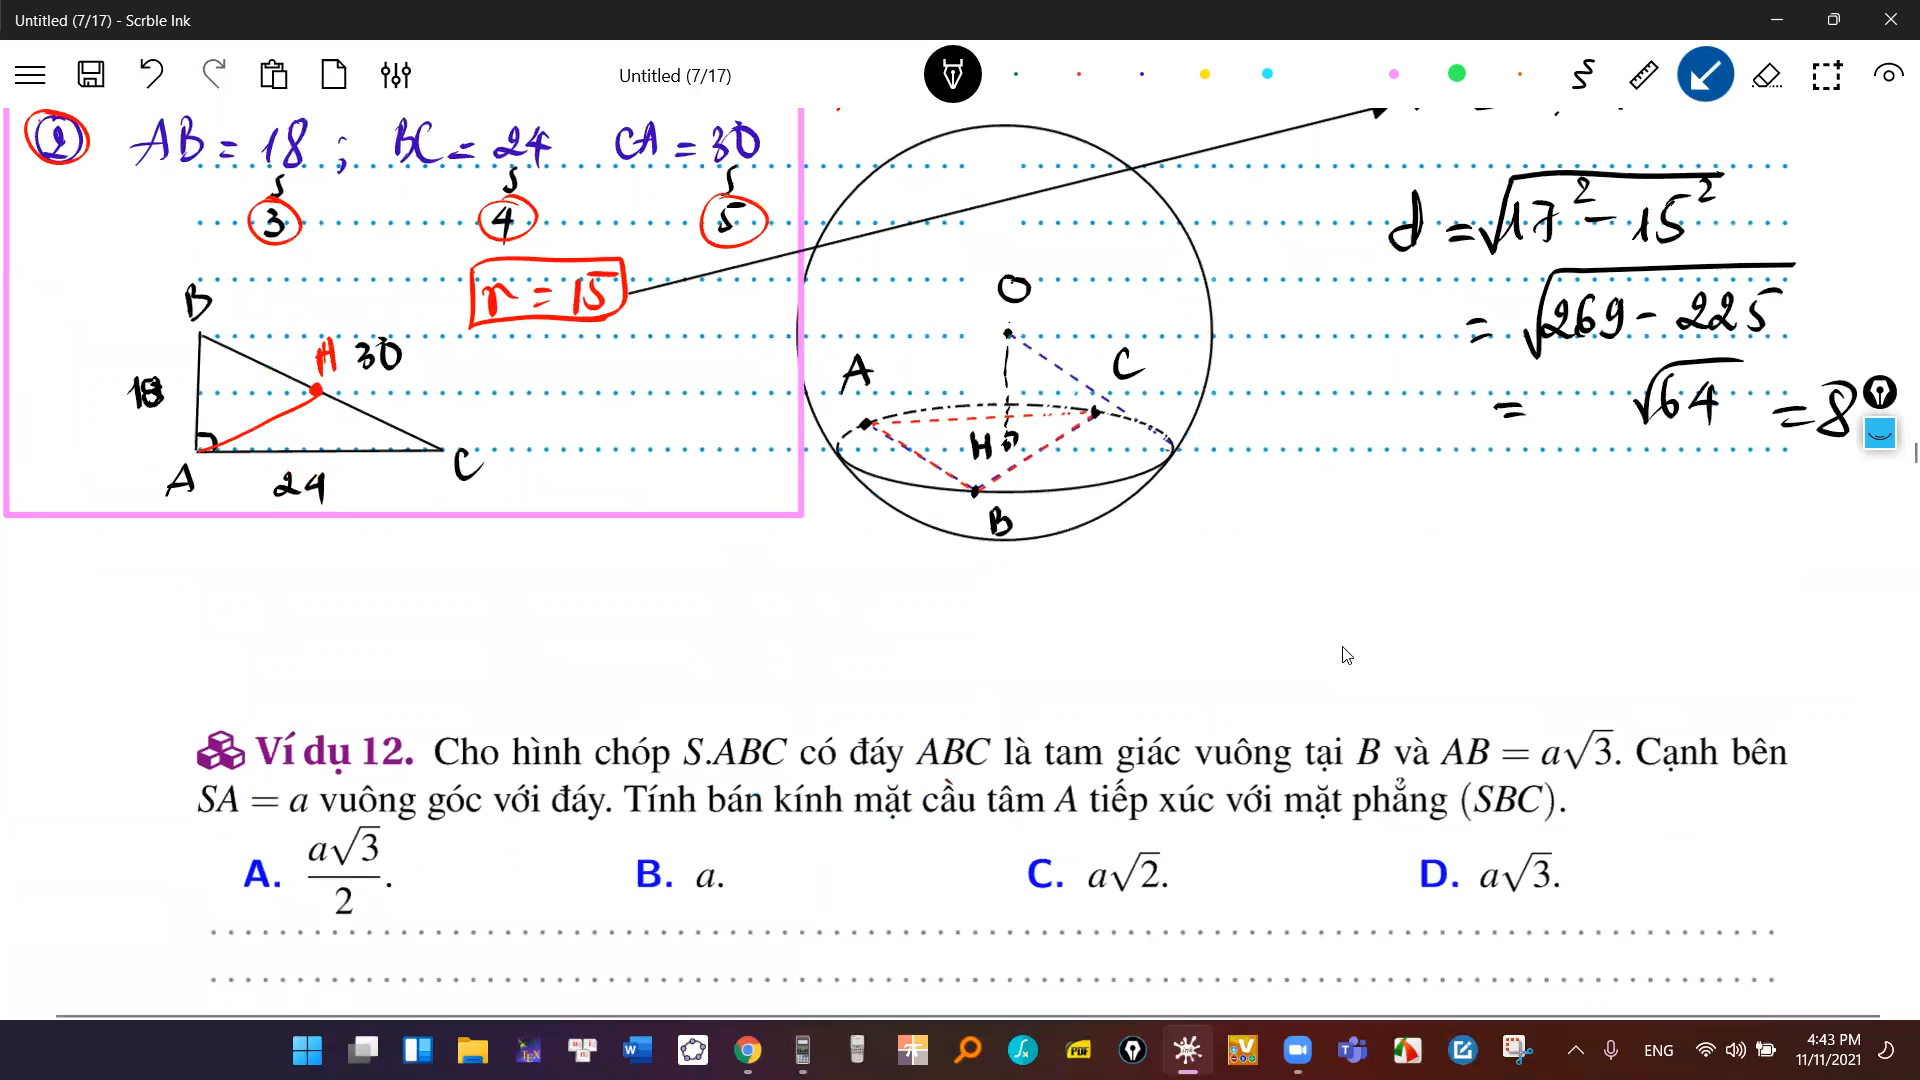 Untitled (7/17) - Scrble Ink
Untitled (7/17)
2 AB = 18 ; BC = 24 CA = 30
3 4 5
r = 15
B
H 30
18
A 24 C
O
A C
H
B
d = √17² - 15²
= √269 - 225
= √64 = 8
Ví dụ 12. Cho hình chóp S.ABC có đáy ABC là tam giác vuông tại B và AB = a√3. Cạnh bên
SA = a vuông góc với đáy. Tính bán kính mặt cầu tâm A tiếp xúc với mặt phẳng (SBC).
A. a√3/2. B. a. C. a√2. D. a√3.
ENG
4:43 PM
11/11/2021